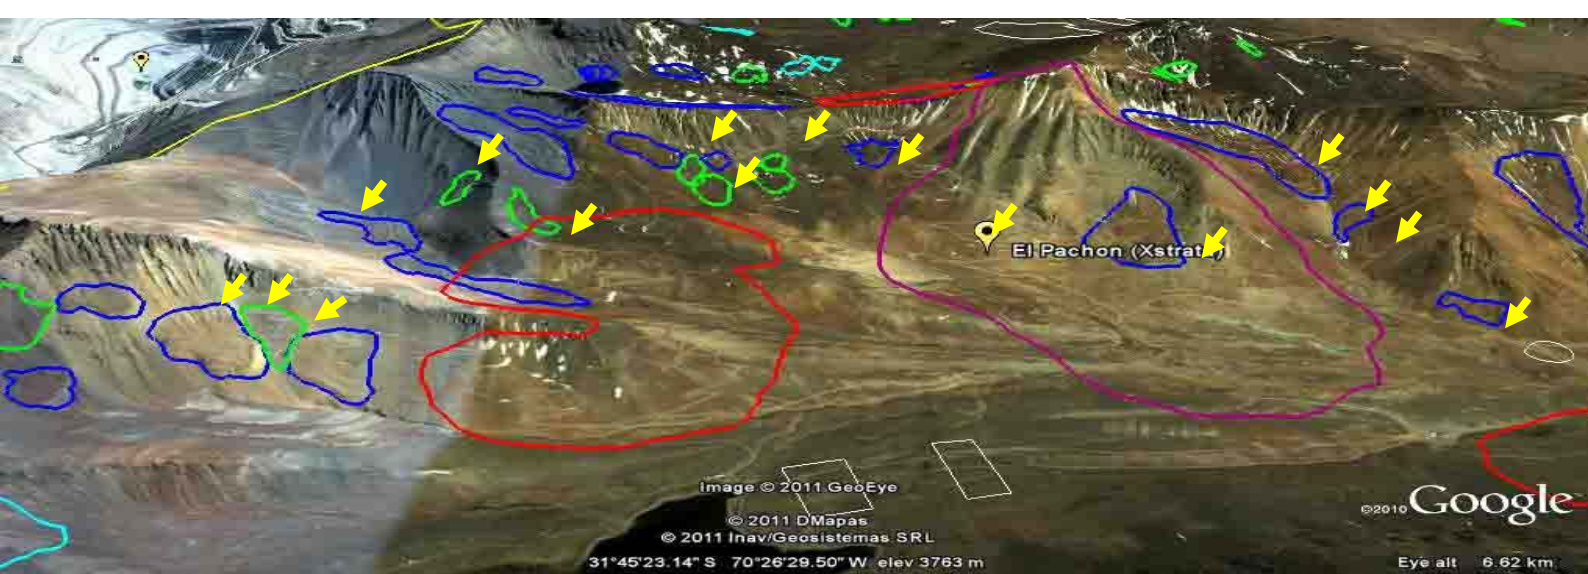 El Pachon (Xstrat
Image © 2011 GeoEye
© 2011 DMapas
© 2011 Inav/Geosistemas SRL
©2010 Google
31°45'23.14" S 70°26'29.50" W elev 3763 m
Eye alt 6.62 km